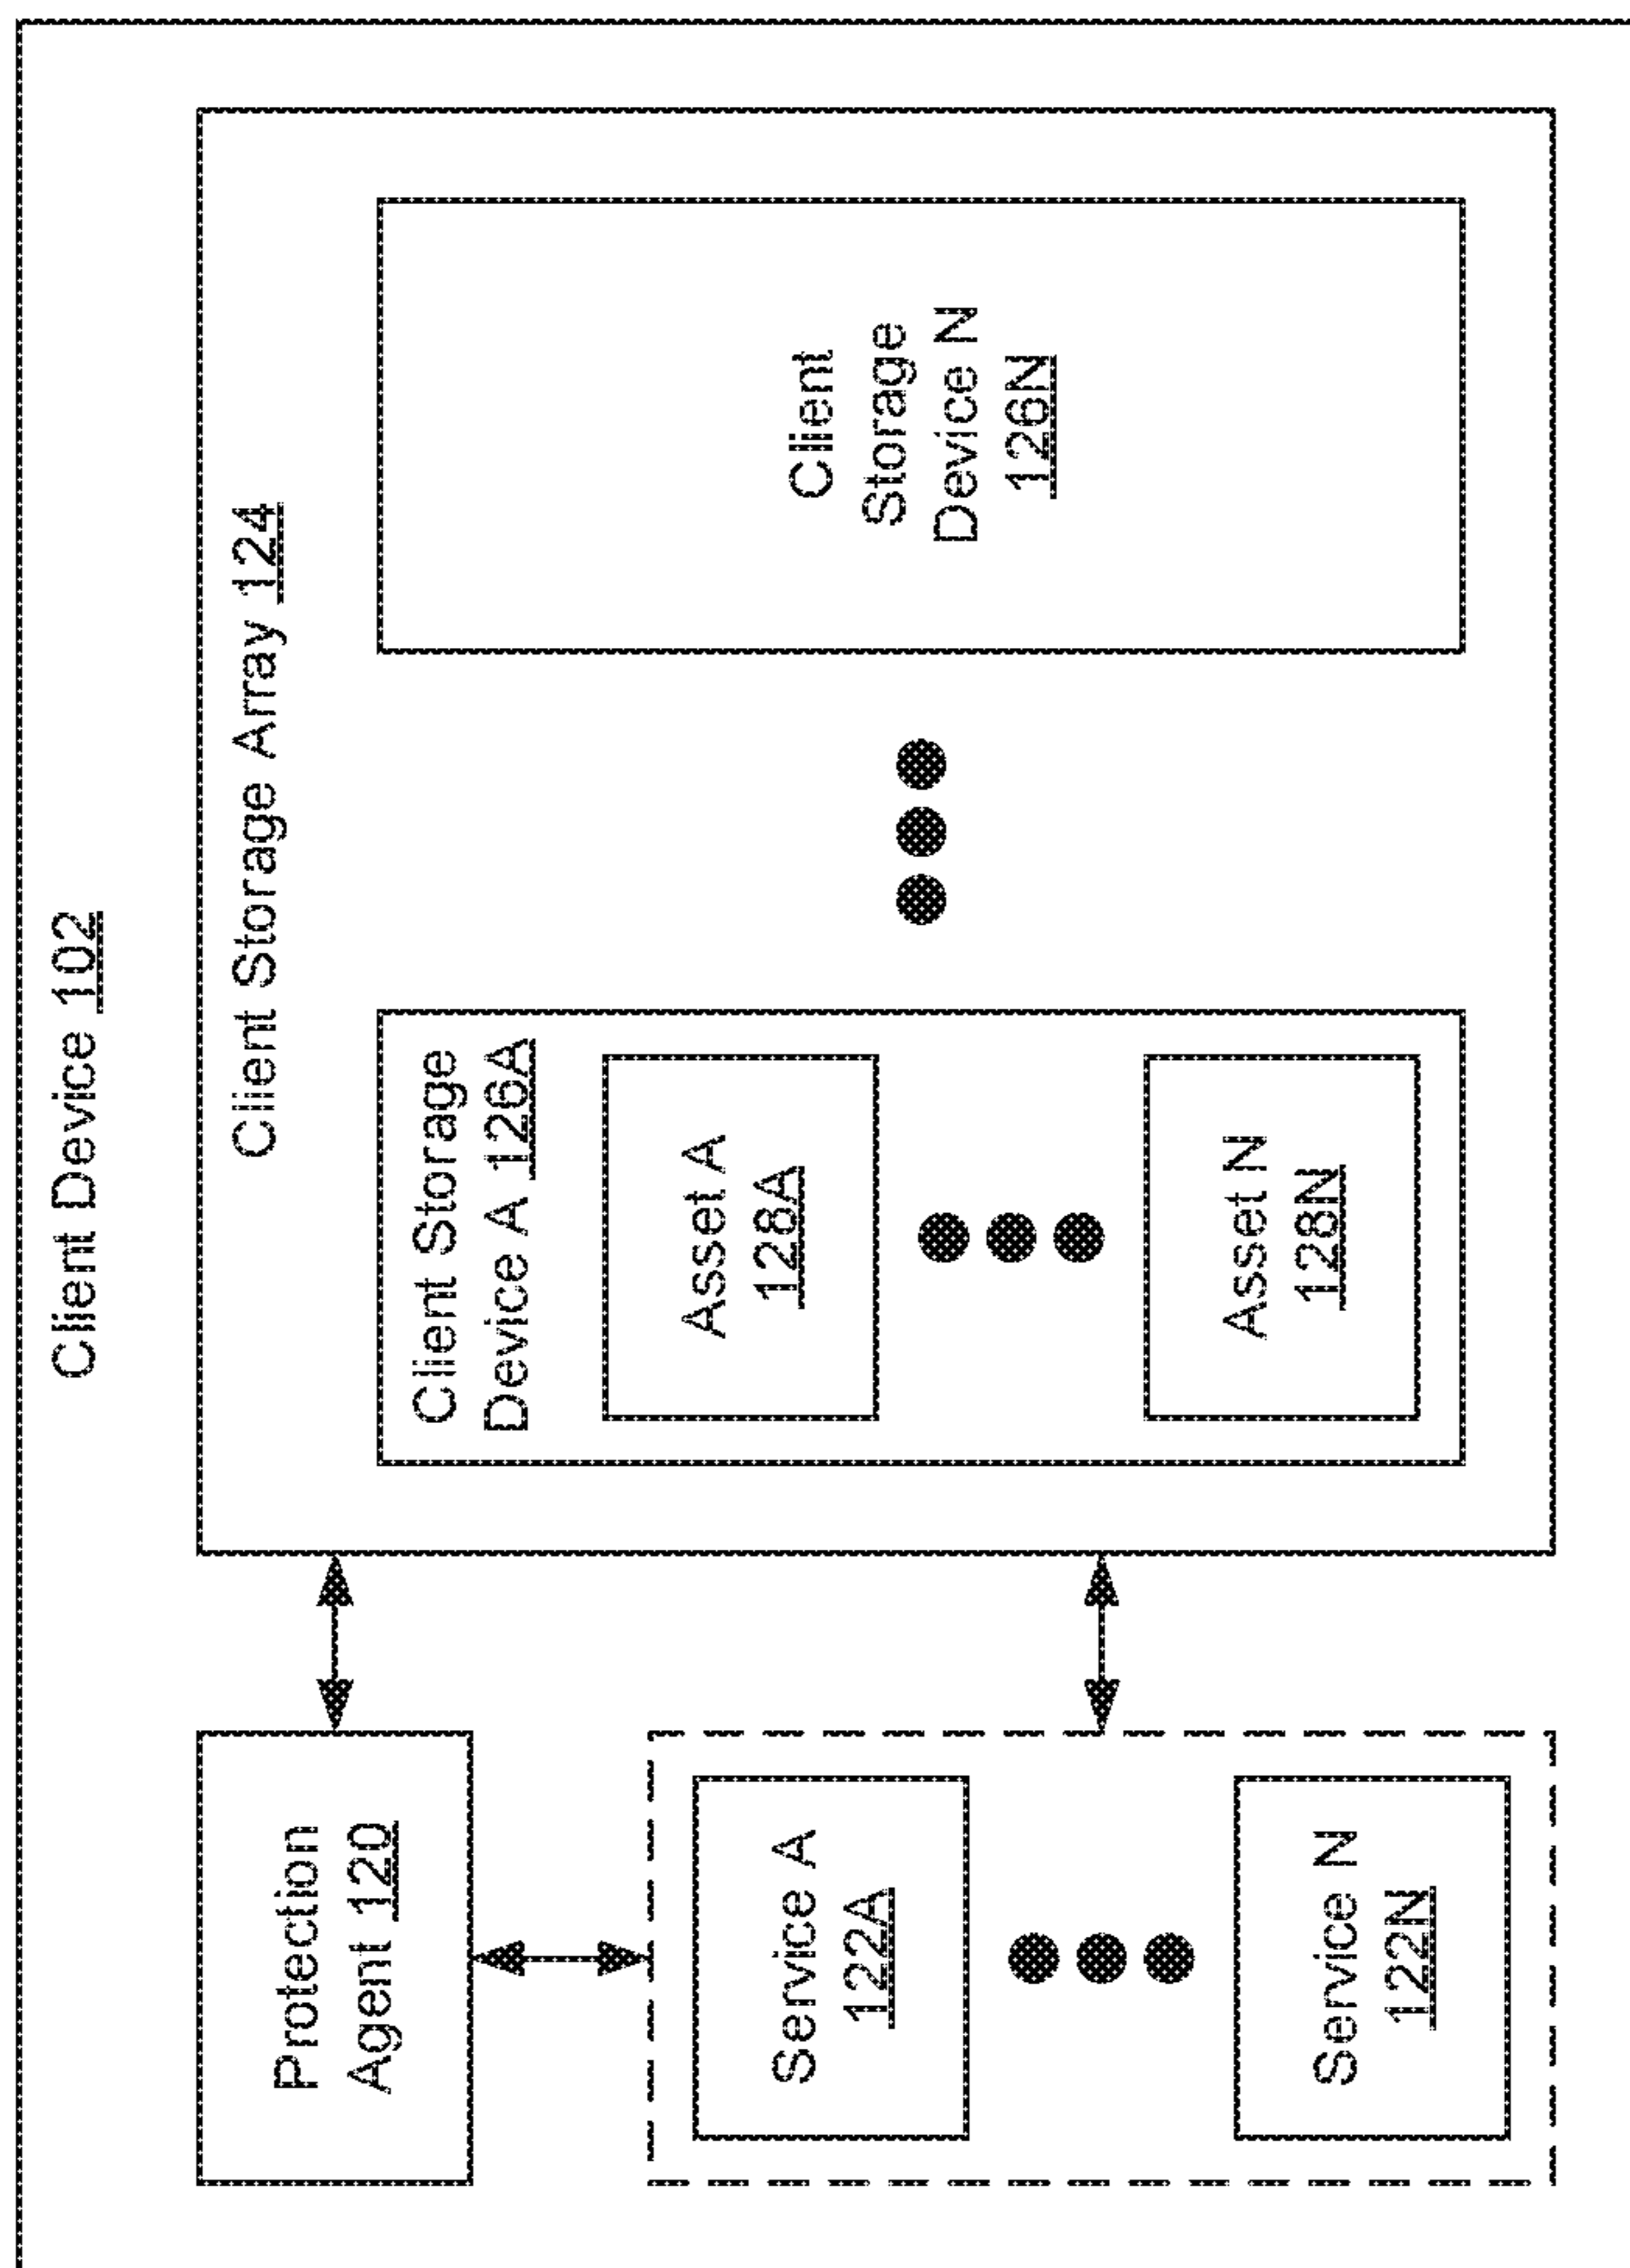 Client Device 102
Protection
Agent 120
Service A
122A
Service N
122N
Client Storage Array 124
Client Storage
Device A 126A
Asset A
128A
Asset N
128N
Client
Storage
Device N
126N